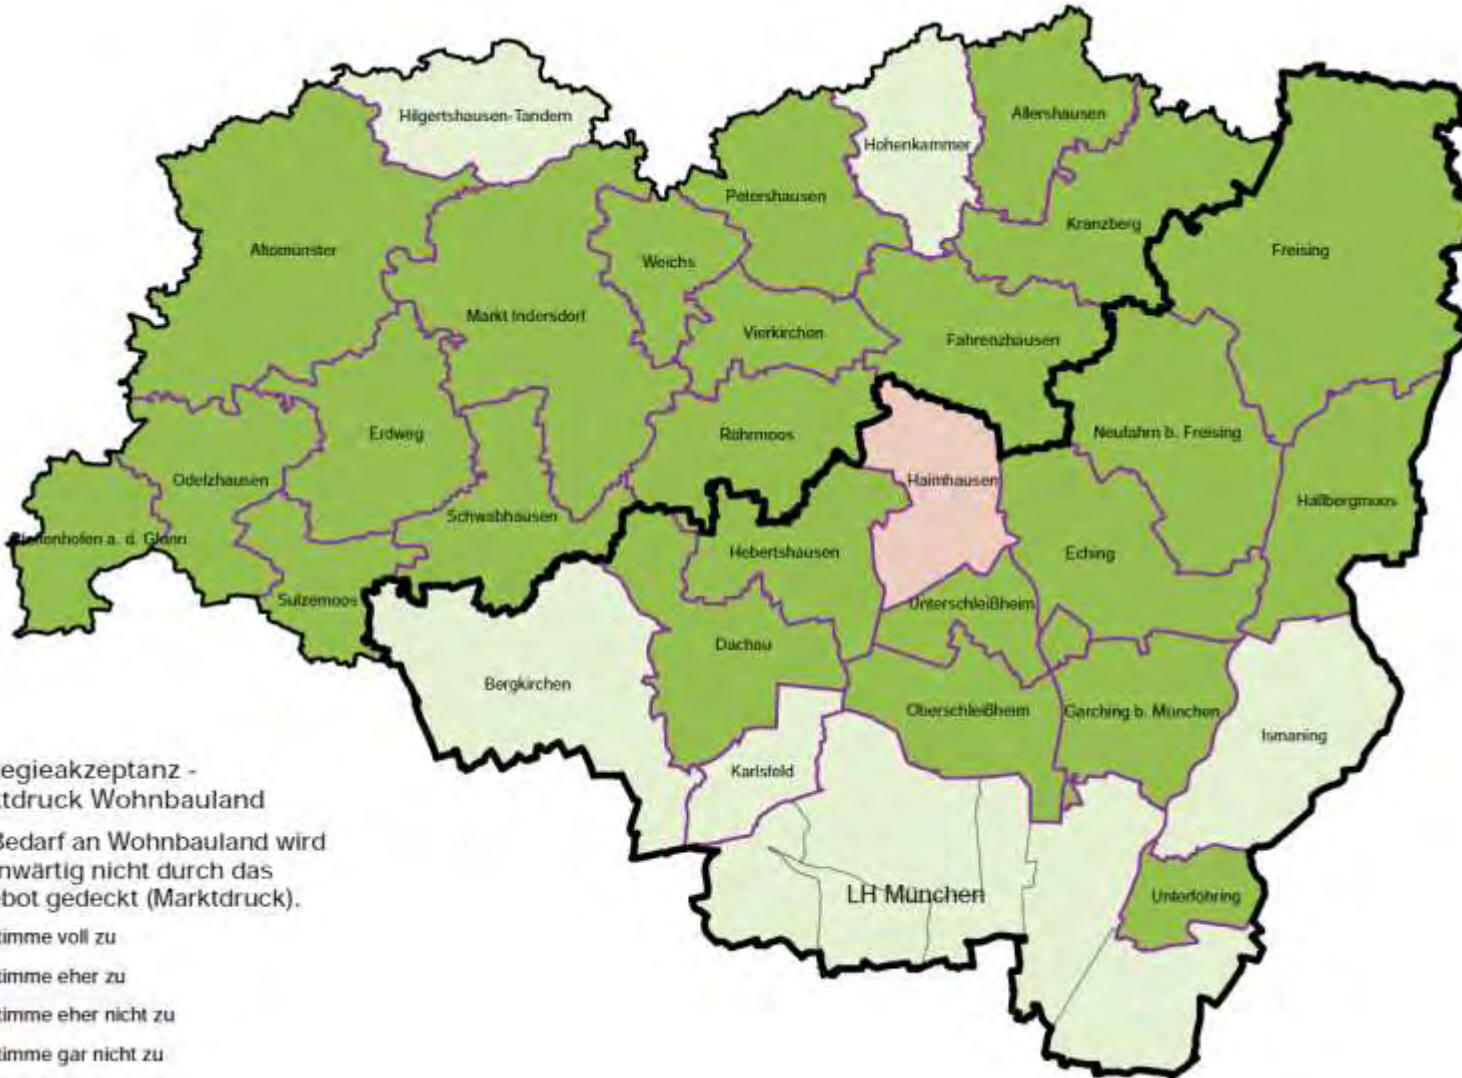 Hilgertshausen-Tandern
Allershausen
Hohenkammer
Petershausen
Kranzberg
Altomünster
Freising
Weichs
Markt Indersdorf
Vierkirchen
Fahrenzhausen
Erdweg
Röhrmoos
Neufahrn b. Freising
Odelzhausen
Haimhausen
Hallbergmoos
Schwabhausen
a. d. Glonn
Hebertshausen
Eching
Sulzemoos
Unterschleißheim
Dachau
Bergkirchen
Oberschleißheim
Garching b. München
Ismaning
Karlsfeld
LH München
Unterföhring
egieakzeptanz -
ktdruck Wohnbauland
Bedarf an Wohnbauland wird
nwärtig nicht durch das
ebot gedeckt (Marktdruck).
timme voll zu
timme eher zu
timme eher nicht zu
timme gar nicht zu